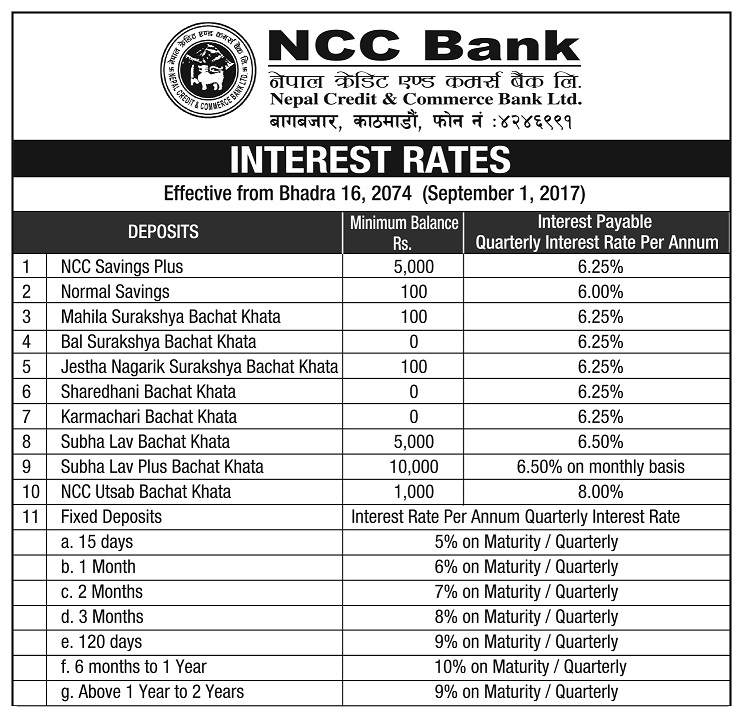 नेपाल क्रेडिट एण्ड कमर्स बैंक लि.
NEPAL CREDIT & COMMERCE BANK LTD.
NCC Bank
नेपाल क्रेडिट एण्ड कमर्स बैंक लि.
Nepal Credit & Commerce Bank Ltd.
बागबजार, काठमाडौं, फोन नं :४२४६९९१
INTEREST RATES
Effective from Bhadra 16, 2074 (September 1, 2017)
DEPOSITS Minimum Balance Rs. Interest Payable Quarterly Interest Rate Per Annum
1 NCC Savings Plus 5,000 6.25%
2 Normal Savings 100 6.00%
3 Mahila Surakshya Bachat Khata 100 6.25%
4 Bal Surakshya Bachat Khata 0 6.25%
5 Jestha Nagarik Surakshya Bachat Khata 100 6.25%
6 Sharedhani Bachat Khata 0 6.25%
7 Karmachari Bachat Khata 0 6.25%
8 Subha Lav Bachat Khata 5,000 6.50%
9 Subha Lav Plus Bachat Khata 10,000 6.50% on monthly basis
10 NCC Utsab Bachat Khata 1,000 8.00%
11 Fixed Deposits Interest Rate Per Annum Quarterly Interest Rate
a. 15 days 5% on Maturity / Quarterly
b. 1 Month 6% on Maturity / Quarterly
c. 2 Months 7% on Maturity / Quarterly
d. 3 Months 8% on Maturity / Quarterly
e. 120 days 9% on Maturity / Quarterly
f. 6 months to 1 Year 10% on Maturity / Quarterly
g. Above 1 Year to 2 Years 9% on Maturity / Quarterly